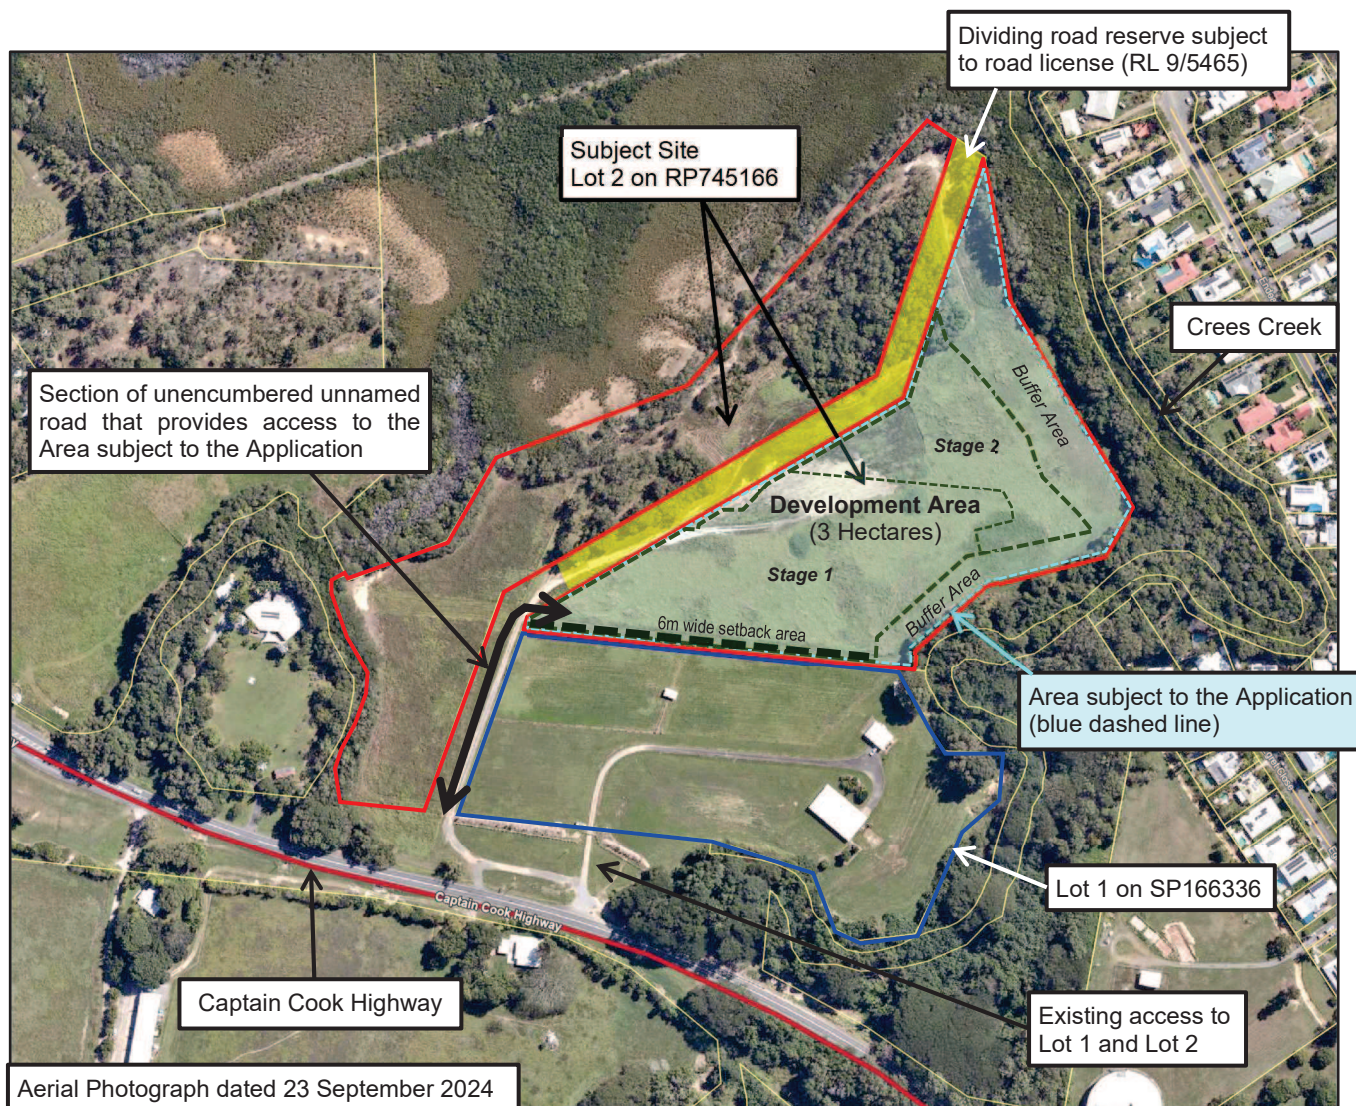 Dividing road reserve subject
to road license (RL 9/5465)
Subject Site
Lot 2 on RP745166
Crees Creek
Section of unencumbered unnamed
road that provides access to the
Area subject to the Application
Buffer Area
Stage 2
Development Area
(3 Hectares)
Stage 1
Buffer Area
6m wide setback area
Area subject to the Application
(blue dashed line)
Lot 1 on SP166336
Captain Cook Highway
Captain Cook Highway
Existing access to
Lot 1 and Lot 2
Aerial Photograph dated 23 September 2024